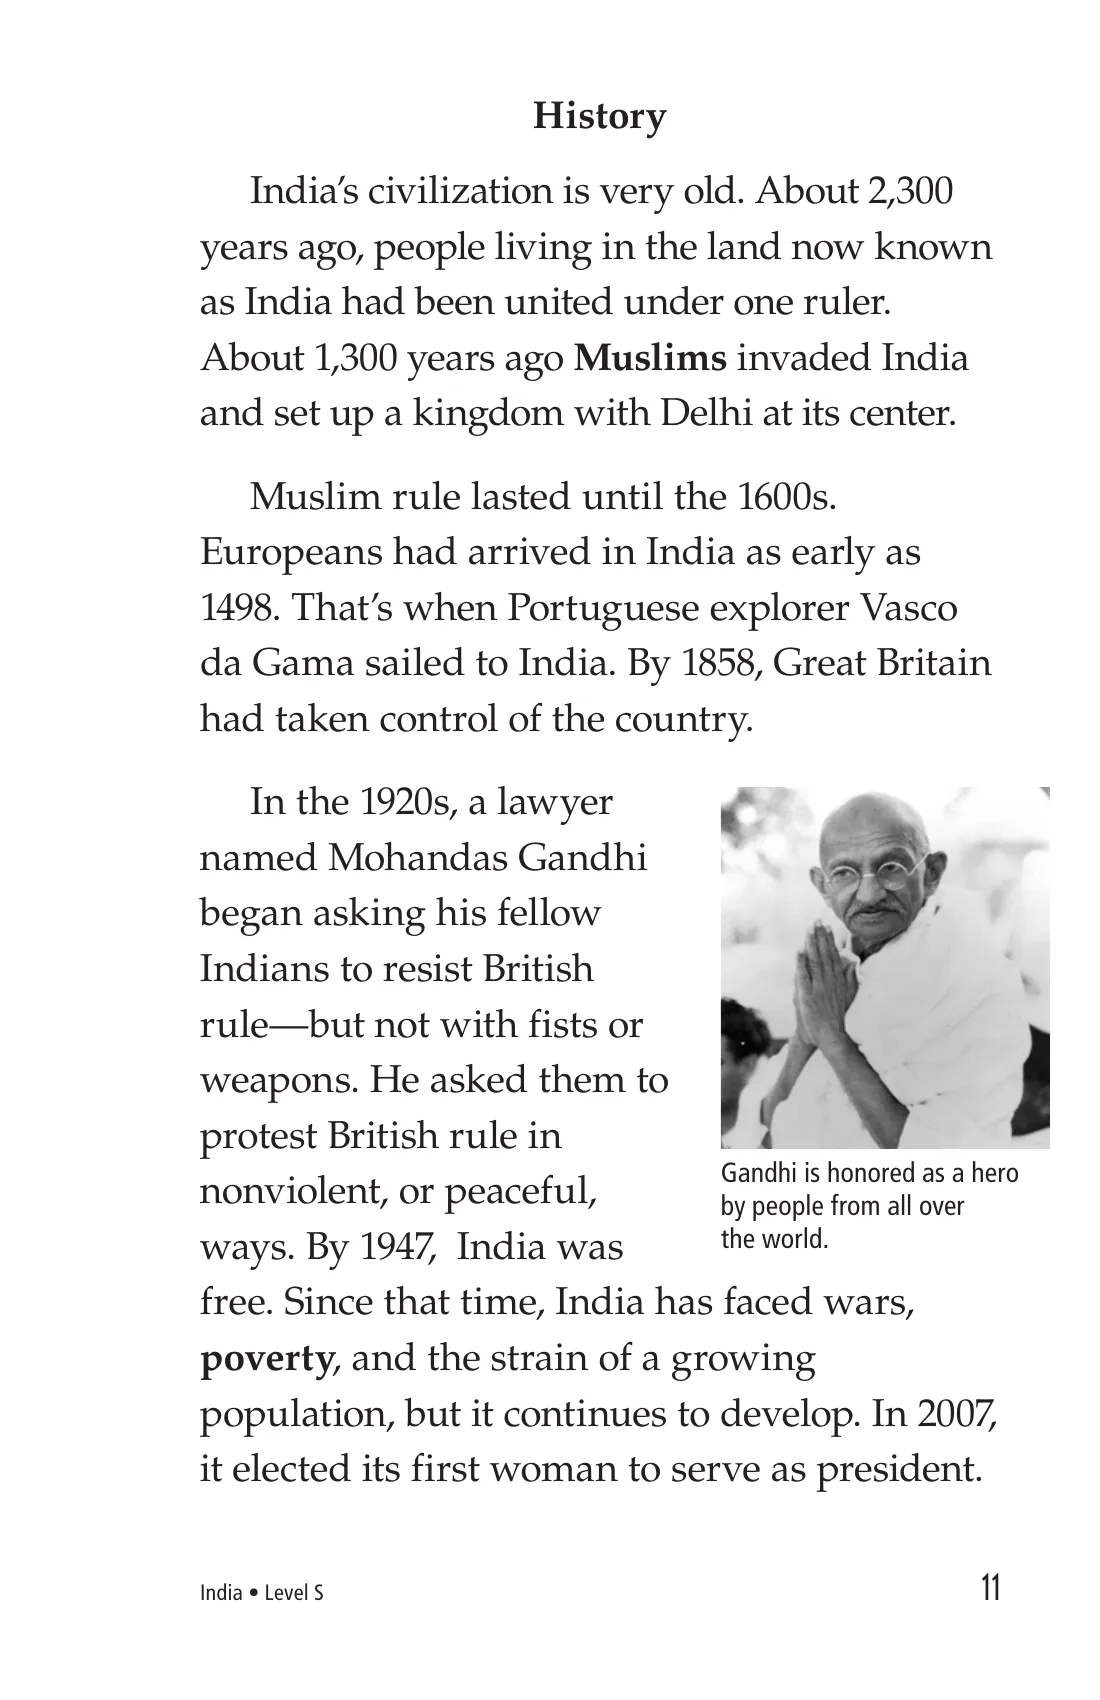 History
India's civilization is very old. About 2,300
years ago, people living in the land now known
as India had been united under one ruler.
About 1,300 years ago Muslims invaded India
and set up a kingdom with Delhi at its center.
Muslim rule lasted until the 1600s.
Europeans had arrived in India as early as
1498. That's when Portuguese explorer Vasco
da Gama sailed to India. By 1858, Great Britain
had taken control of the country.
In the 1920s, a lawyer
named Mohandas Gandhi
began asking his fellow
Indians to resist British
rule—but not with fists or
weapons. He asked them to
protest British rule in
nonviolent, or peaceful,
ways. By 1947, India was
free. Since that time, India has faced wars,
poverty, and the strain of a growing
population, but it continues to develop. In 2007,
it elected its first woman to serve as president.
Gandhi is honored as a hero
by people from all over
the world.
India • Level S
11